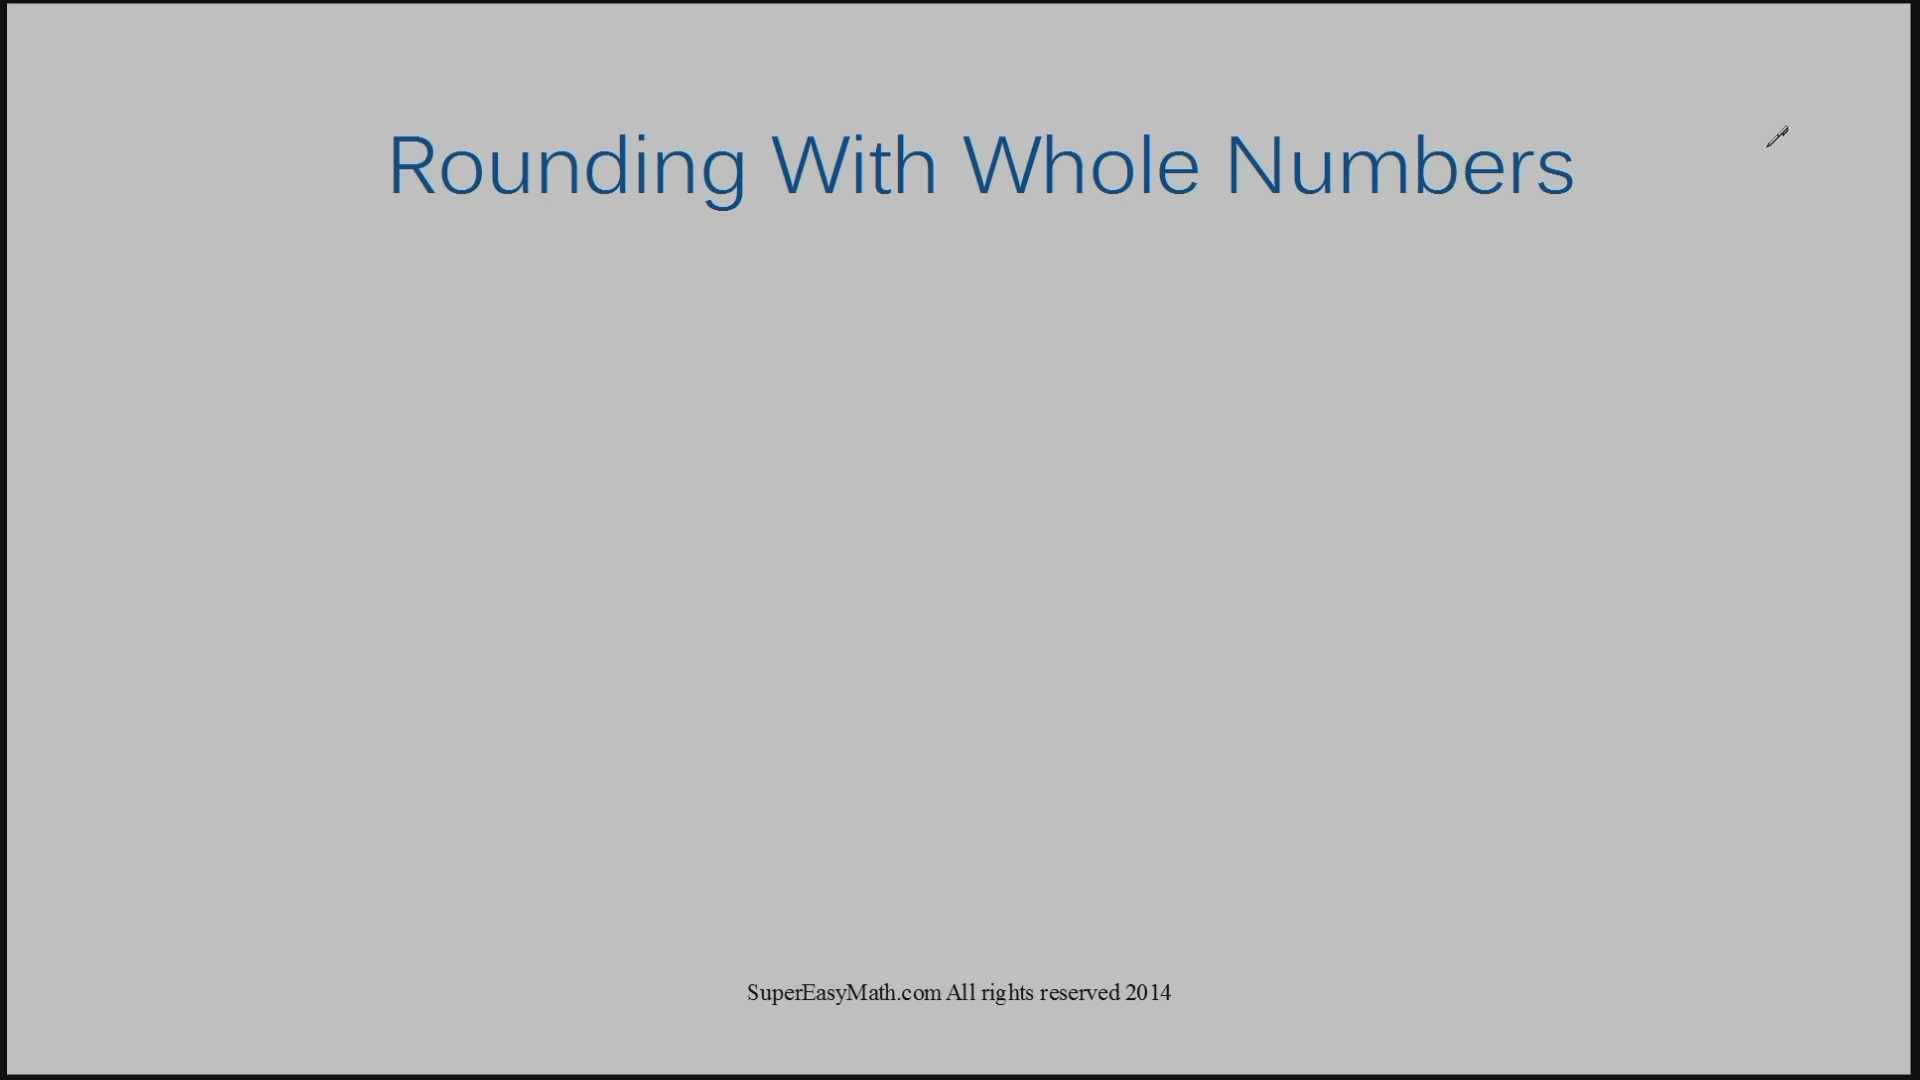 Rounding With Whole Numbers
SuperEasyMath.com All rights reserved 2014